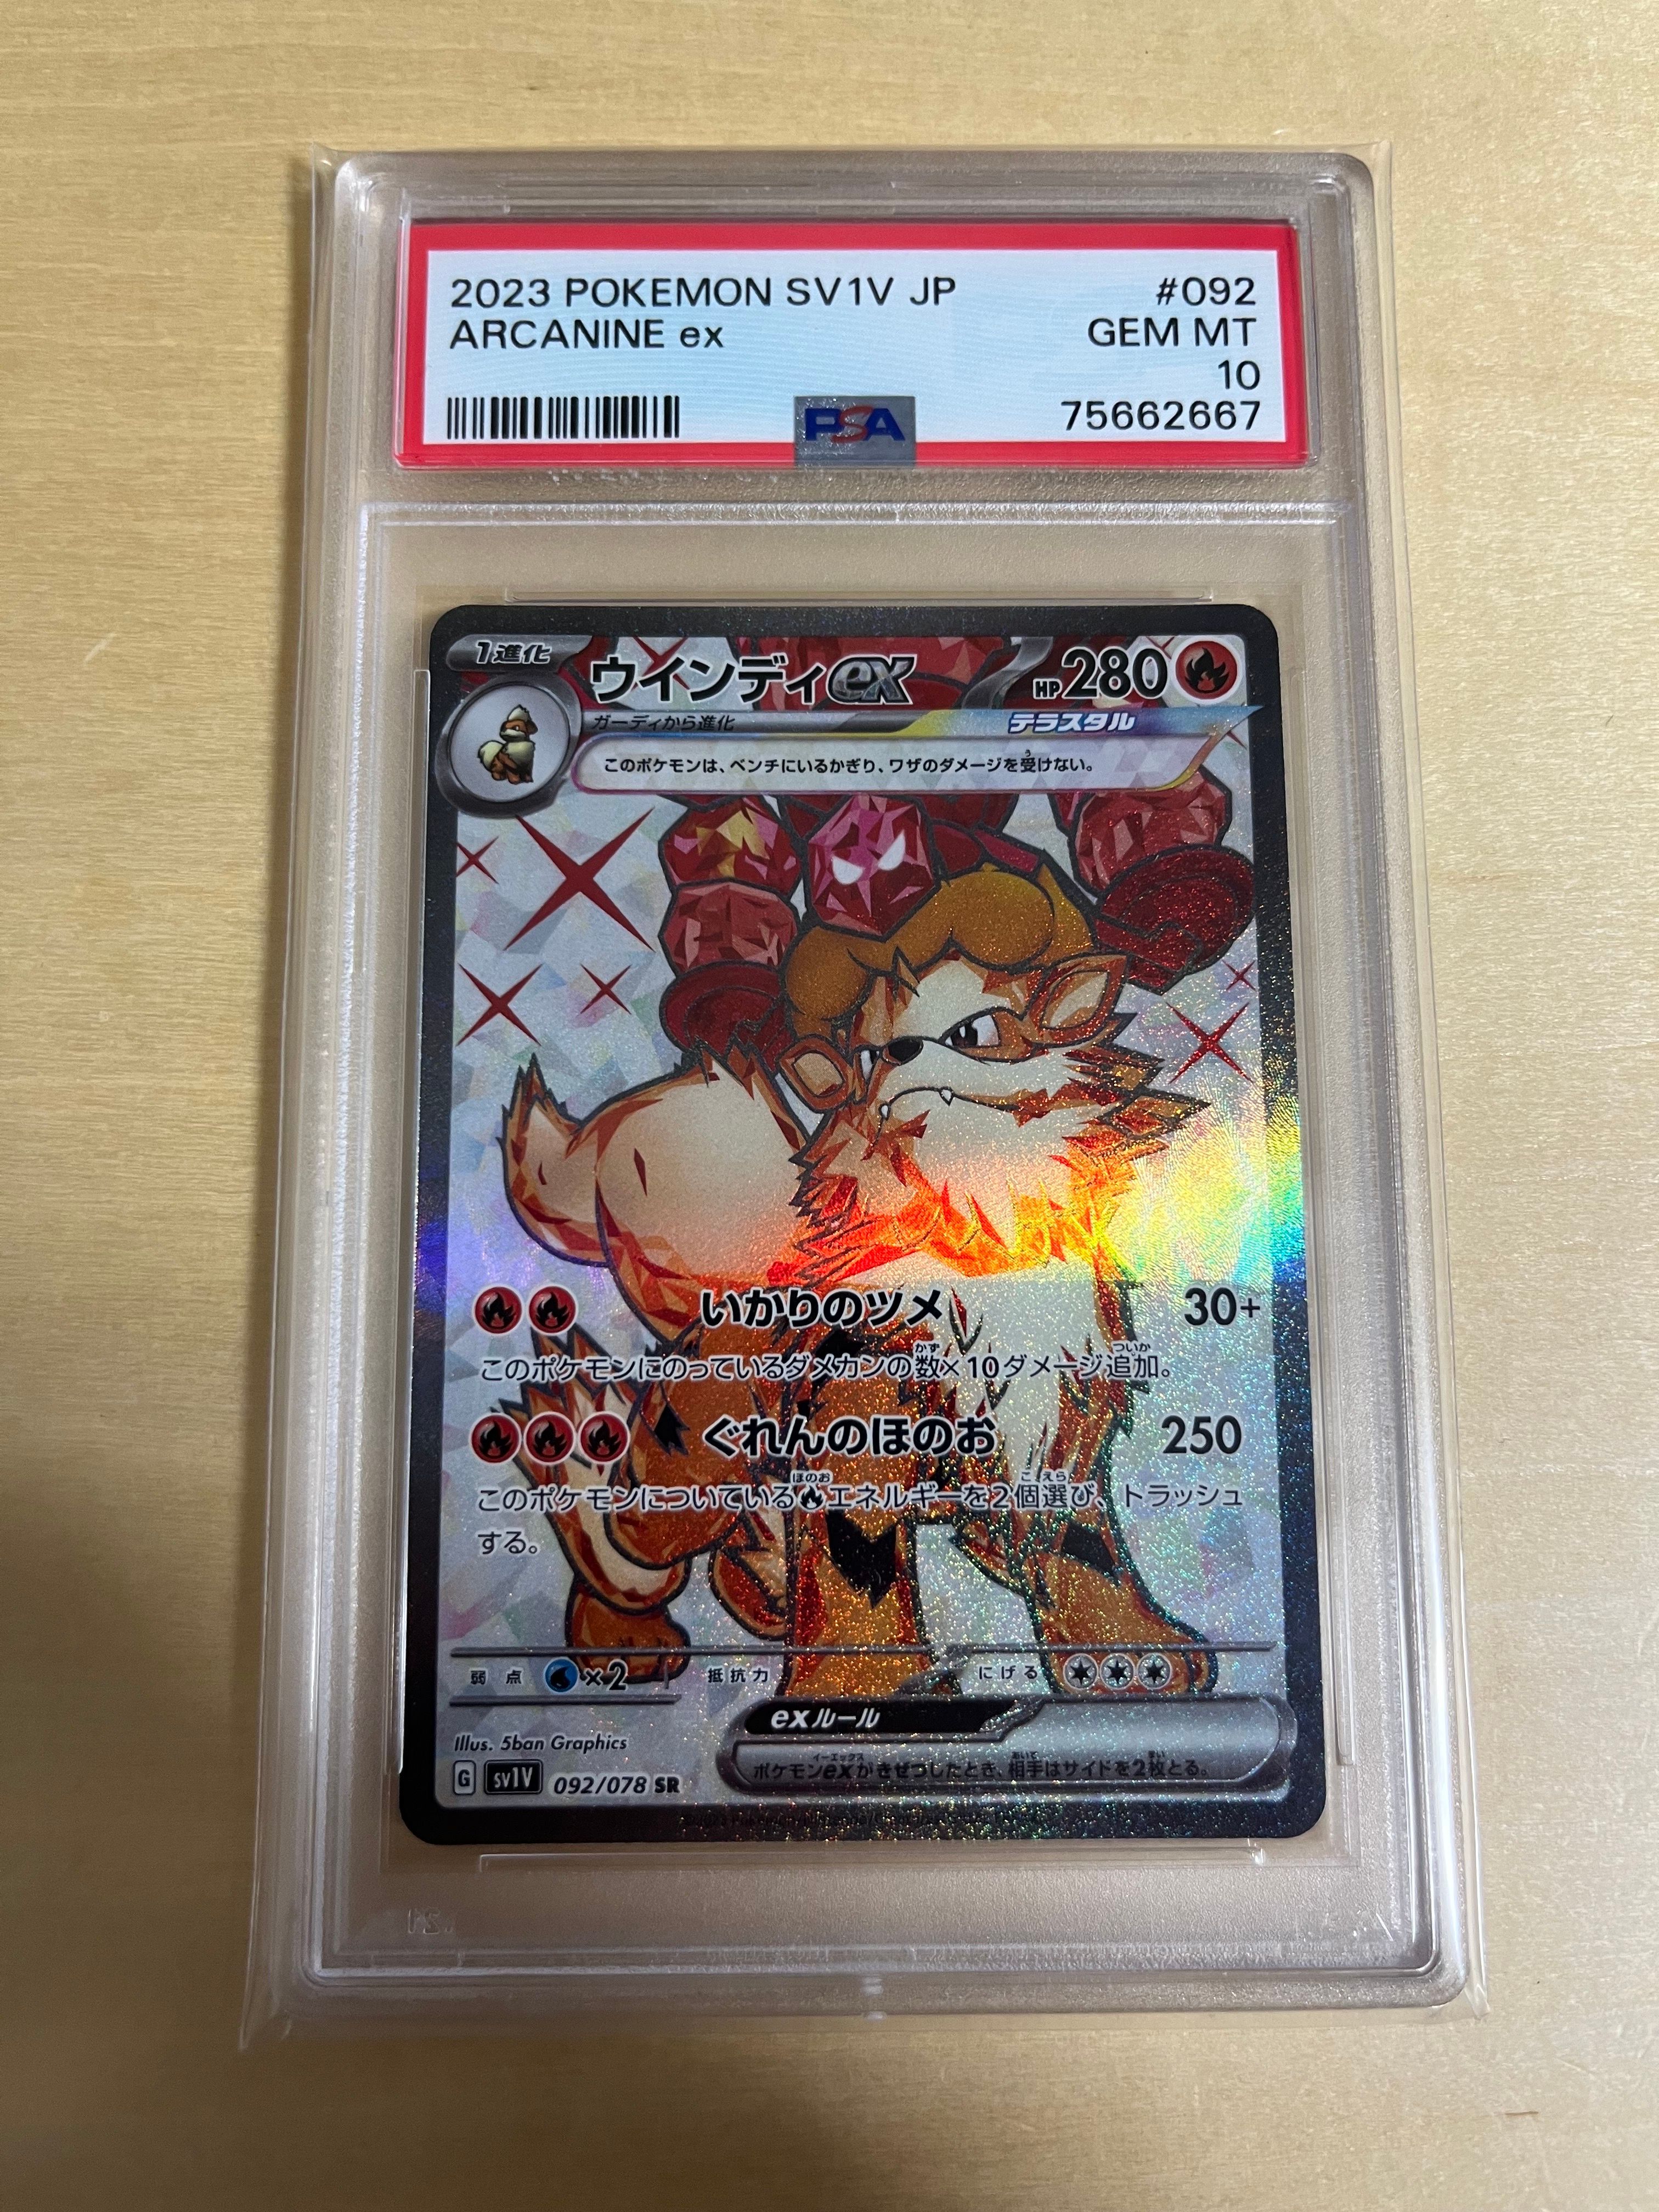 2023 POKEMON SV1V JP #092
ARCANINE ex GEM MT
10
PSA 75662667
1進化 ウインディex HP280
ガーディから進化 テラスタル
このポケモンは、ベンチにいるかぎり、ワザのダメージを受けない。
いかりのツメ 30+
このポケモンにのっているダメカンの数×10ダメージ追加。
ぐれんのほのお 250
このポケモンについているエネルギーを2個選び、トラッシュ
する。
弱点 ×2 抵抗力 にげる
exルール
ポケモンexがきぜつしたとき、相手はサイドを2枚とる。
Illus. 5ban Graphics
G sv1V 092/078 SR